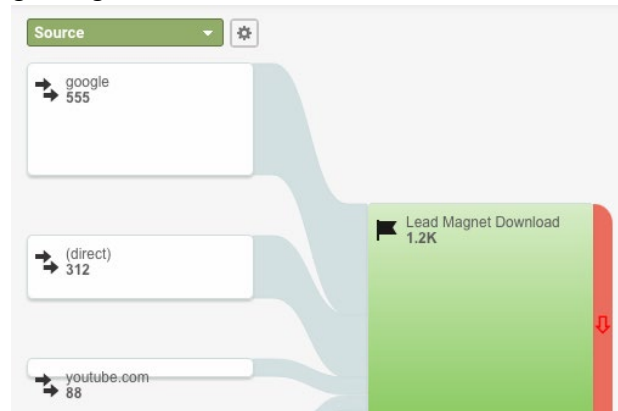 Source
google
555
Lead Magnet Download
1.2K
(direct)
312
youtube.com
88